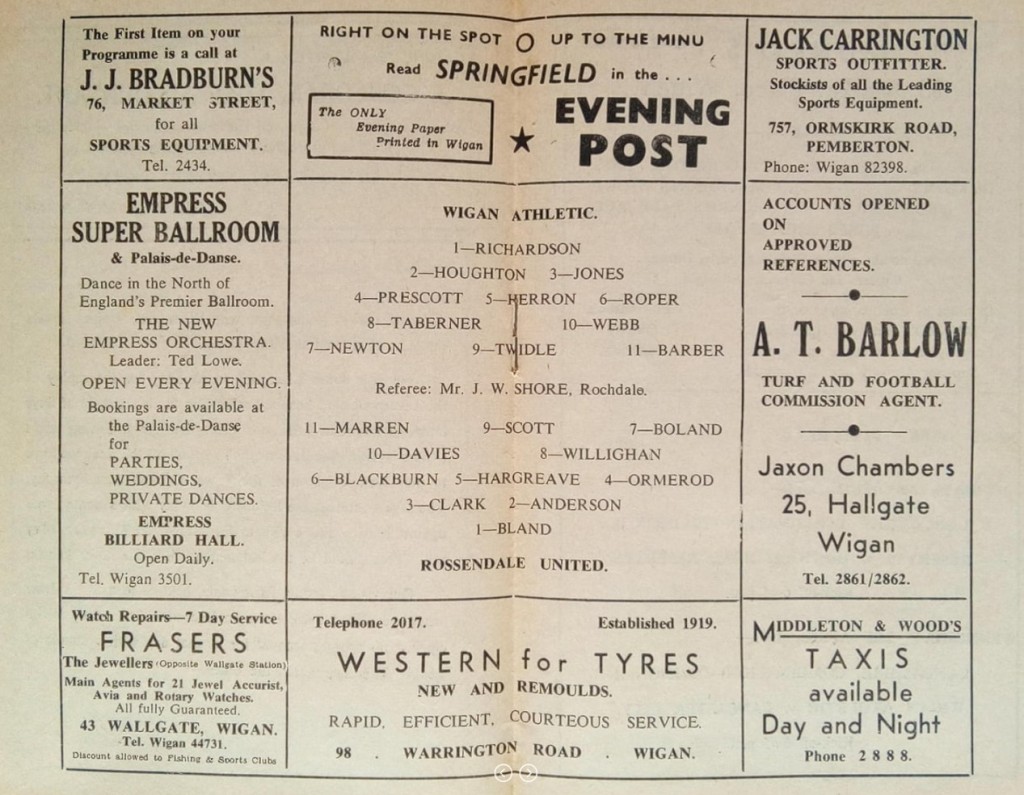 The First Item on your
Programme is a call at
J. J. BRADBURN'S
76, MARKET STREET,
for all
SPORTS EQUIPMENT.
Tel. 2434.
RIGHT ON THE SPOT O UP TO THE MINU
Read SPRINGFIELD in the . . .
The ONLY
Evening Paper
Printed in Wigan
★ EVENING
POST
JACK CARRINGTON
SPORTS OUTFITTER.
Stockists of all the Leading
Sports Equipment.
757, ORMSKIRK ROAD,
PEMBERTON.
Phone: Wigan 82398.
EMPRESS
SUPER BALLROOM
& Palais-de-Danse.
Dance in the North of
England's Premier Ballroom.
THE NEW
EMPRESS ORCHESTRA.
Leader: Ted Lowe.
OPEN EVERY EVENING.
Bookings are available at
the Palais-de-Danse
for
PARTIES,
WEDDINGS,
PRIVATE DANCES.
EMPRESS
BILLIARD HALL.
Open Daily.
Tel. Wigan 3501.
WIGAN ATHLETIC.
1—RICHARDSON
2—HOUGHTON 3—JONES
4—PRESCOTT 5—HERRON 6—ROPER
8—TABERNER 10—WEBB
7—NEWTON 9—TWIDLE 11—BARBER
Referee: Mr. J. W. SHORE, Rochdale.
11—MARREN 9—SCOTT 7—BOLAND
10—DAVIES 8—WILLIGHAN
6—BLACKBURN 5—HARGREAVE 4—ORMEROD
3—CLARK 2—ANDERSON
1—BLAND
ROSSENDALE UNITED.
ACCOUNTS OPENED
ON
APPROVED
REFERENCES.
A. T. BARLOW
TURF AND FOOTBALL
COMMISSION AGENT.
Jaxon Chambers
25, Hallgate
Wigan
Tel. 2861/2862.
Watch Repairs—7 Day Service
FRASERS
The Jewellers (Opposite Wallgate Station)
Main Agents for 21 Jewel Accurist,
Avia and Rotary Watches.
All fully Guaranteed.
43 WALLGATE, WIGAN.
Tel. Wigan 44731.
Discount allowed to Fishing & Sports Clubs
Telephone 2017. Established 1919.
WESTERN for TYRES
NEW AND REMOULDS.
RAPID, EFFICIENT, COURTEOUS SERVICE.
98 . WARRINGTON ROAD . WIGAN.
MIDDLETON & WOOD'S
TAXIS
available
Day and Night
Phone 2 8 8 8.